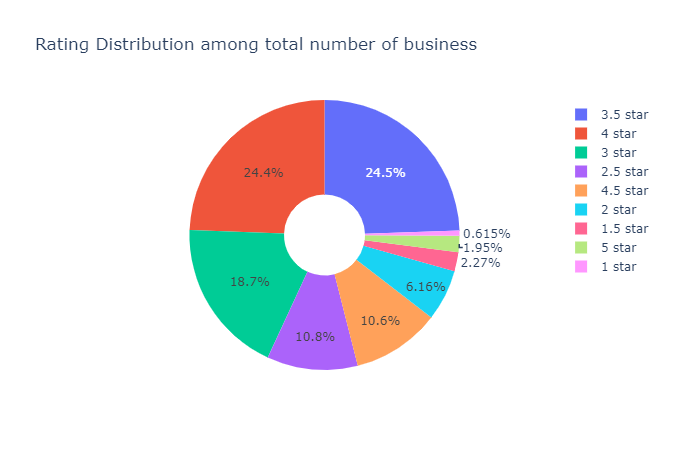 Rating Distribution among total number of business
3.5 star
4 star
3 star
2.5 star
4.5 star
2 star
1.5 star
5 star
1 star
24.4%
24.5%
0.615%
1.95%
2.27%
18.7%
6.16%
10.6%
10.8%